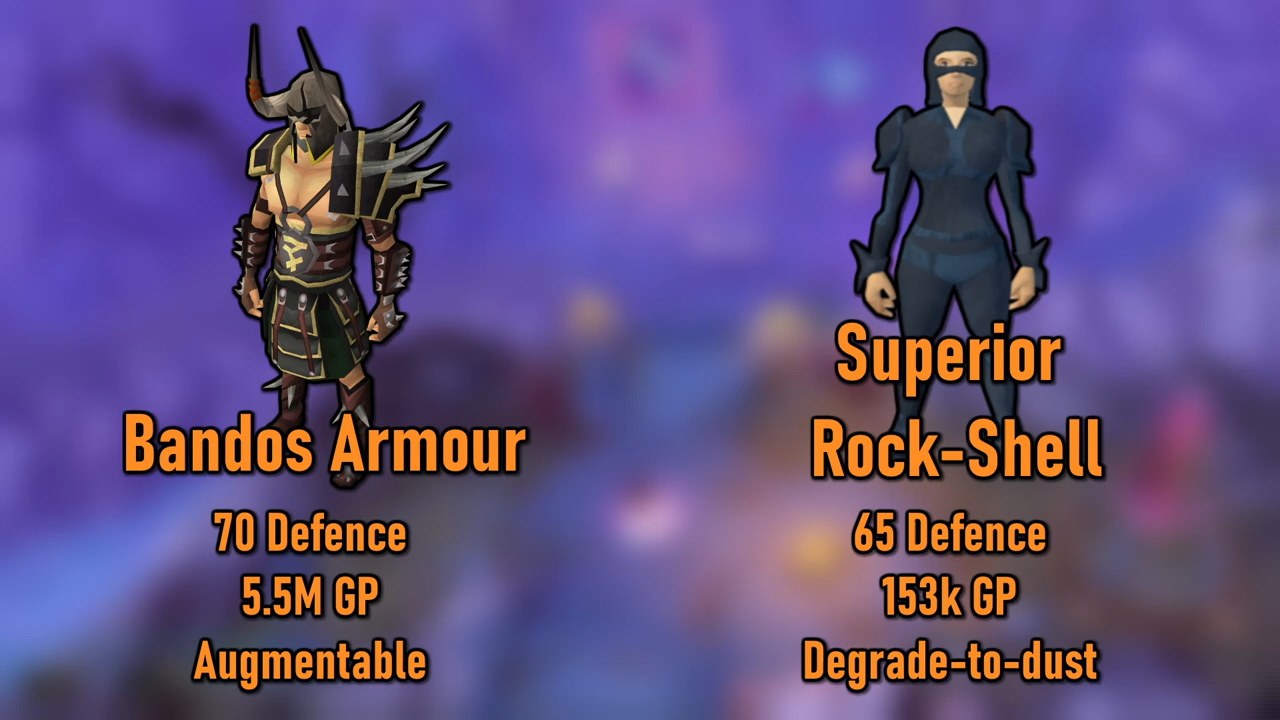 Bandos Armour
70 Defence
5.5M GP
Augmentable
Superior
Rock-Shell
65 Defence
153k GP
Degrade-to-dust